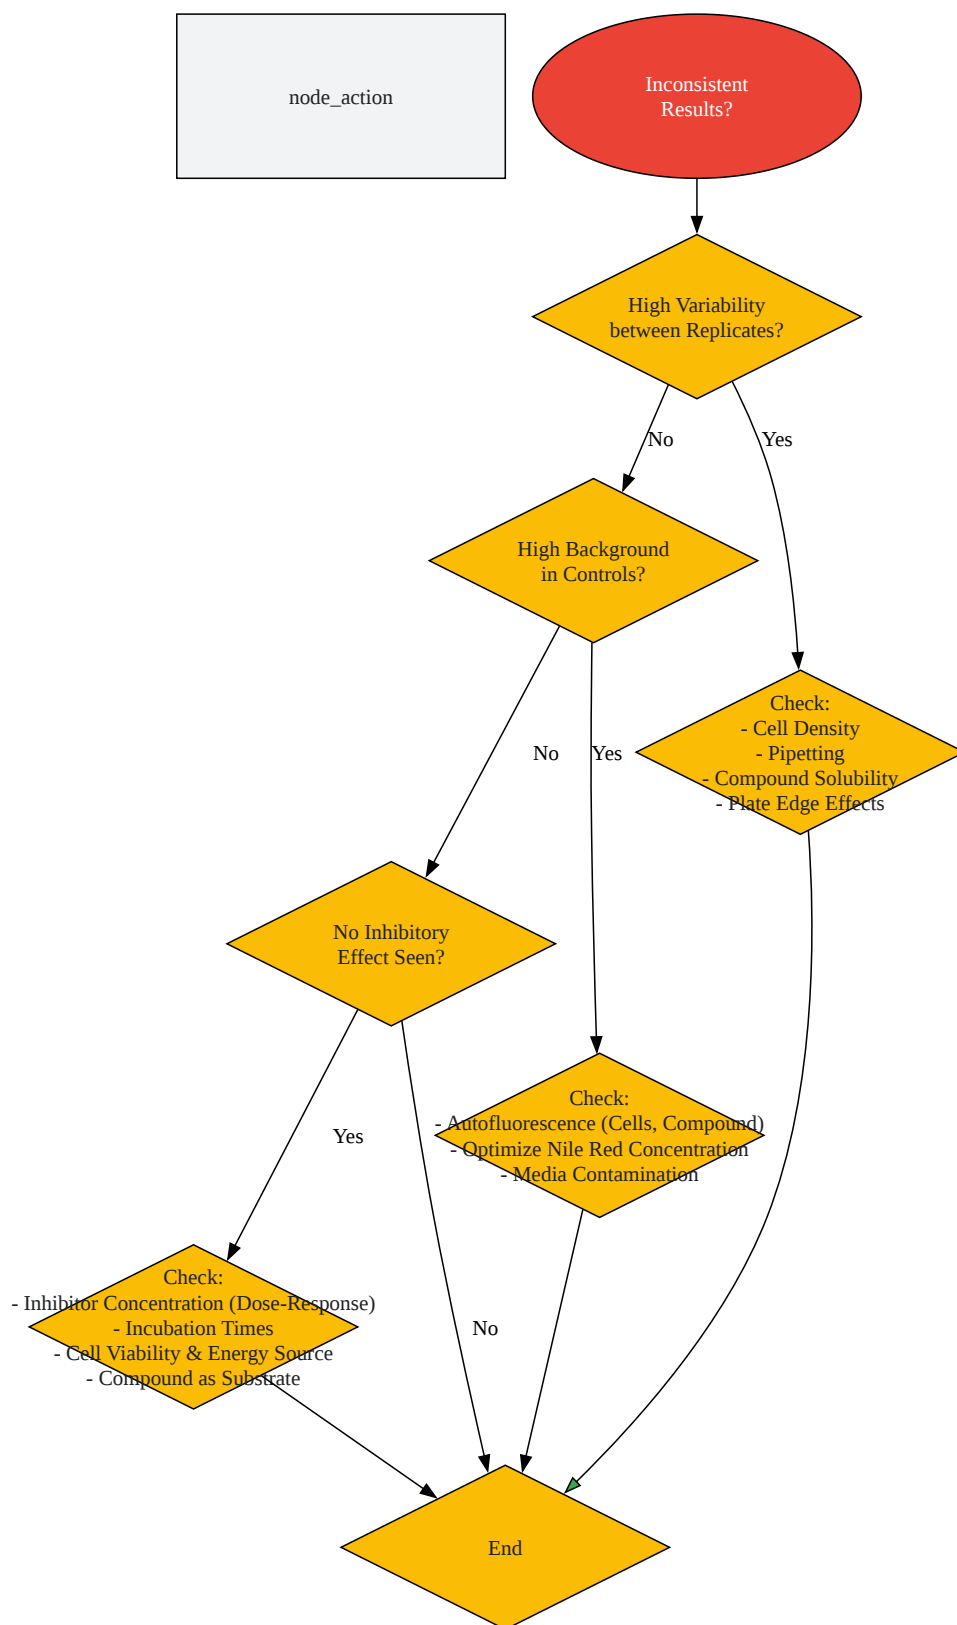 node_action
Inconsistent
Results?
High Variability
between Replicates?
No
Yes
High Background
in Controls?
No
Yes
Check:
- Cell Density
- Pipetting
- Compound Solubility
- Plate Edge Effects
No Inhibitory
Effect Seen?
Yes
No
Check:
- Autofluorescence (Cells, Compound)
- Optimize Nile Red Concentration
- Media Contamination
Check:
- Inhibitor Concentration (Dose-Response)
- Incubation Times
- Cell Viability & Energy Source
- Compound as Substrate
End